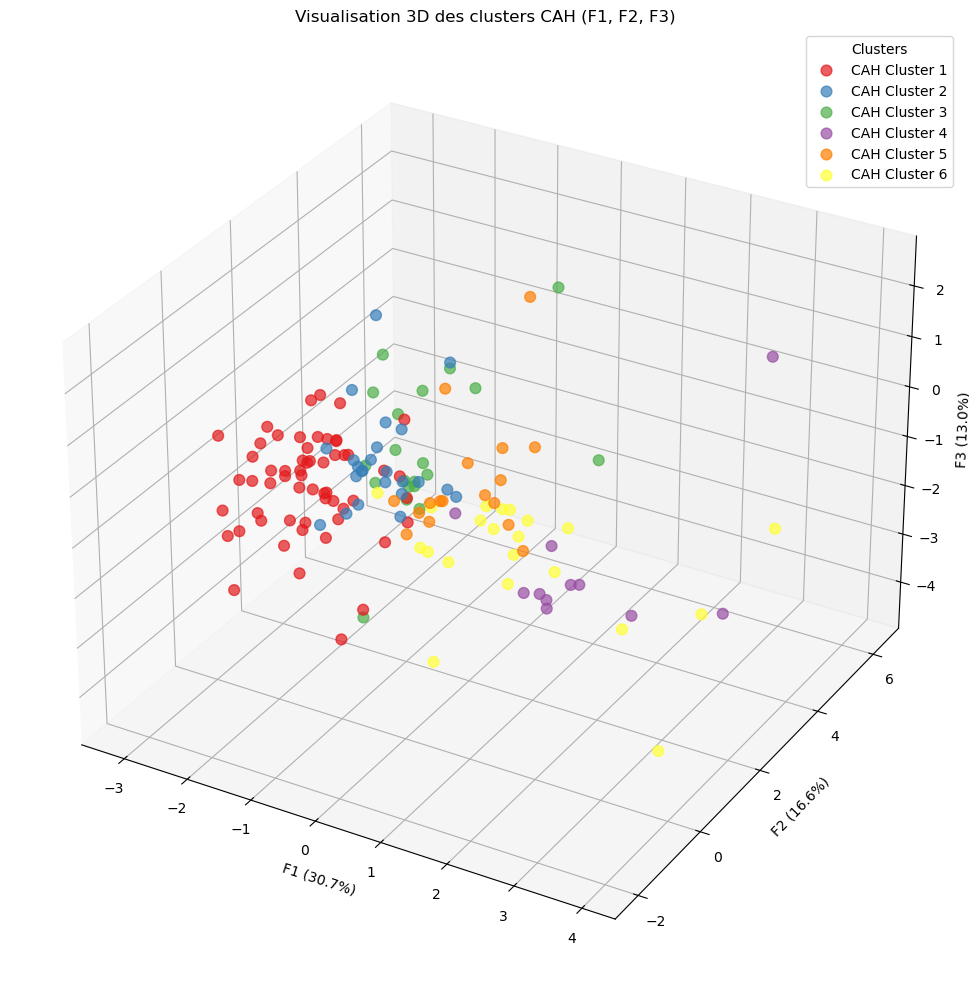 Visualisation 3D des clusters CAH (F1, F2, F3)
Clusters
CAH Cluster 1
CAH Cluster 2
CAH Cluster 3
CAH Cluster 4
CAH Cluster 5
CAH Cluster 6
2
1
0
−1
−2
−3
−4
F3 (13.0%)
6
4
2
0
−2
F2 (16.6%)
−3
−2
−1
0
1
2
3
4
F1 (30.7%)